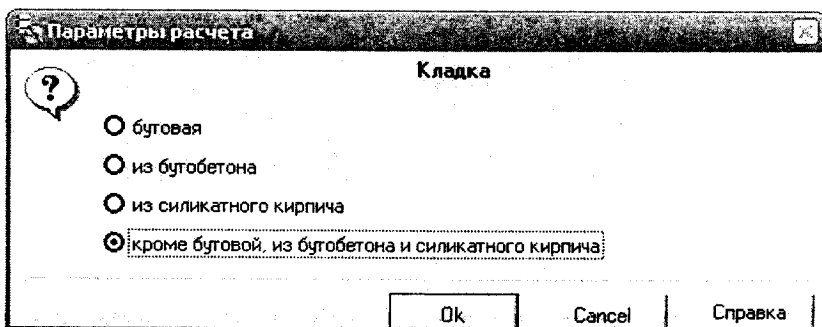 Параметры расчета
Кладка
бутовая
из бутобетона
из силикатного кирпича
кроме бутовой, из бутобетона и силикатного кирпича
Ok Cancel Справка